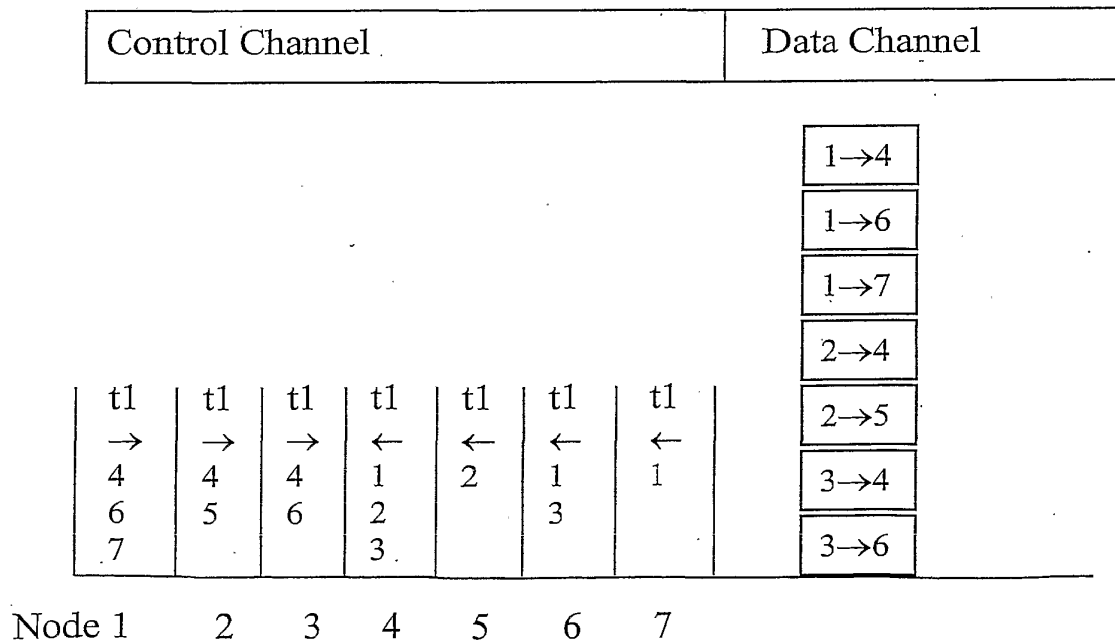 Control Channel Data Channel
1→4
1→6
1→7
2→4
2→5
3→4
3→6
t1 t1 t1 t1 t1 t1 t1
→ → → ← ← ← ←
4 4 4 1 2 1 1
6 5 6 2 3
7 3
Node 1 2 3 4 5 6 7